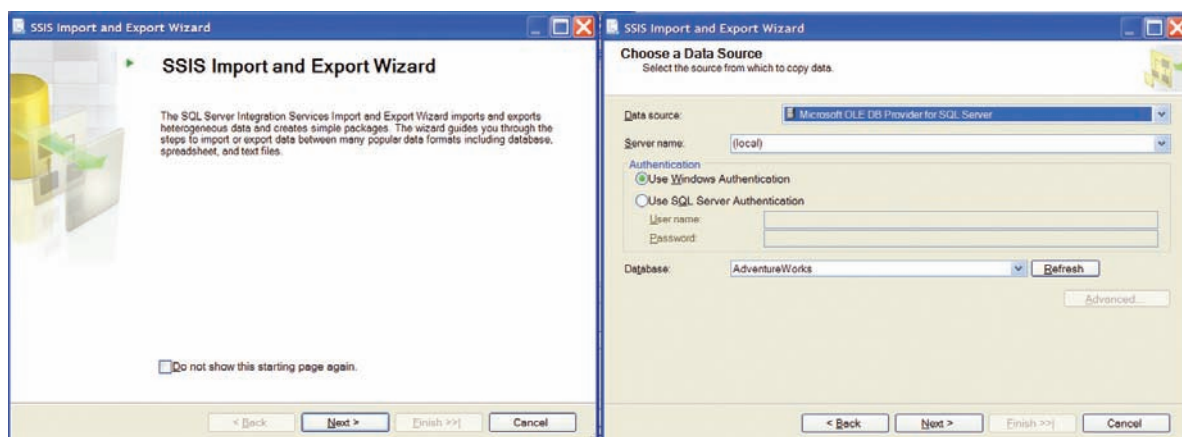 SSIS Import and Export Wizard
SSIS Import and Export Wizard
The SQL Server Integration Services Import and Export Wizard imports and exports
heterogeneous data and creates simple packages. The wizard guides you through the
steps to import or export data between many popular data formats including database,
spreadsheet, and text files.
Do not show this starting page again.
< Back
Next >
Finish >>|
Cancel
SSIS Import and Export Wizard
Choose a Data Source
Select the source from which to copy data.
Data source: Microsoft OLE DB Provider for SQL Server
Server name: (local)
Authentication
Use Windows Authentication
Use SQL Server Authentication
User name:
Password:
Database: AdventureWorks Refresh
Advanced...
< Back
Next >
Finish >>|
Cancel